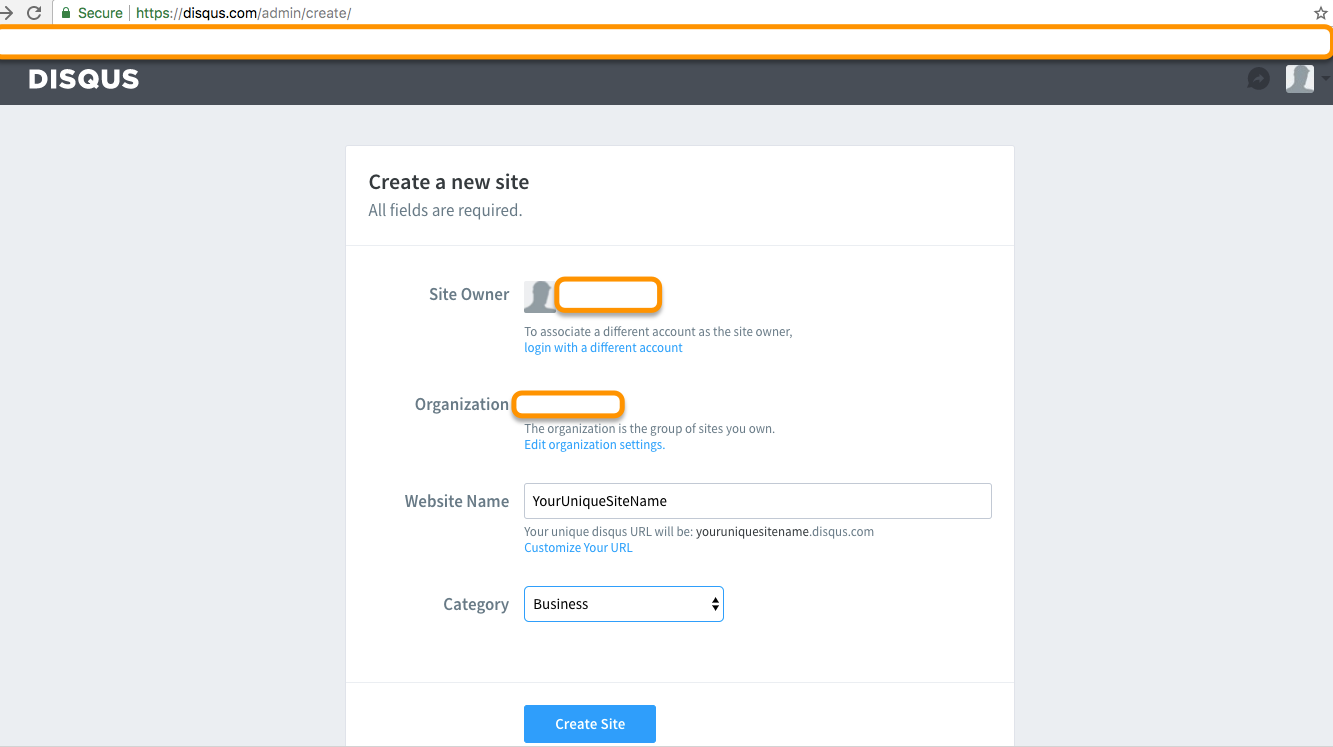 Secure https://disqus.com/admin/create/
DISQUS
Create a new site
All fields are required.
Site Owner
To associate a different account as the site owner,
login with a different account
Organization
The organization is the group of sites you own.
Edit organization settings.
Website Name YourUniqueSiteName
Your unique disqus URL will be: youruniquesitename.disqus.com
Customize Your URL
Category Business
Create Site